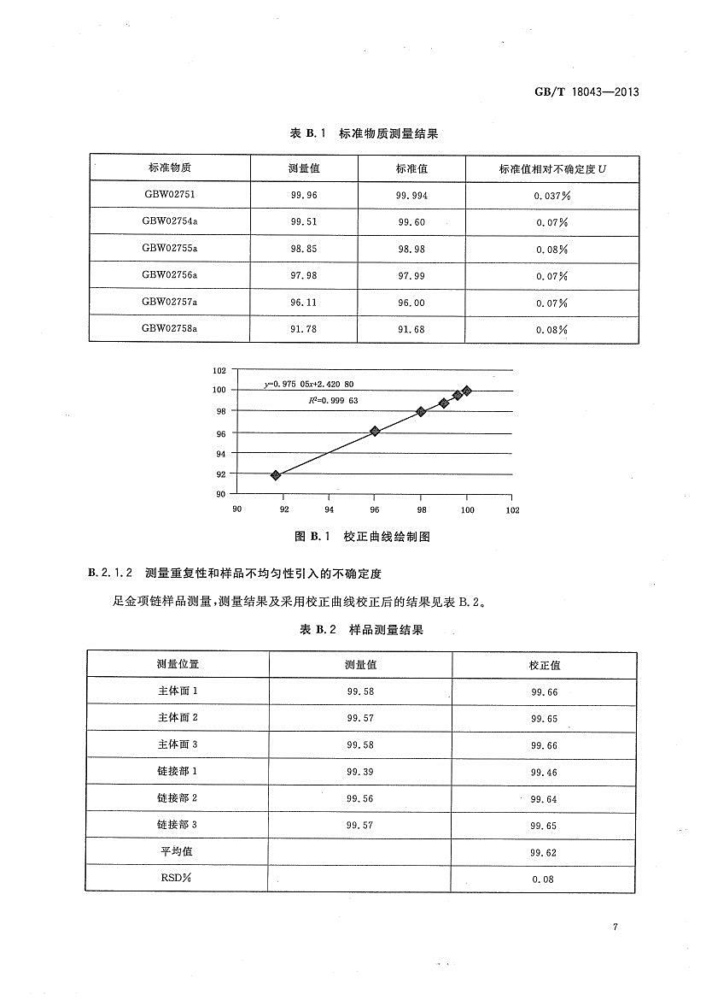 GB/T 18043—2013
表 B.1 标准物质测量结果
标准物质 测量值 标准值 标准值相对不确定度 U
GBW02751 99.96 99.994 0.037%
GBW02754a 99.51 99.60 0.07%
GBW02755a 98.85 98.98 0.08%
GBW02756a 97.98 97.99 0.07%
GBW02757a 96.11 96.00 0.07%
GBW02758a 91.78 91.68 0.08%
102
100
98
96
94
92
90
y=0.975 05x+2.420 80
R²=0.999 63
90 92 94 96 98 100 102
图 B.1 校正曲线绘制图
B.2.1.2 测量重复性和样品不均匀性引入的不确定度
足金项链样品测量,测量结果及采用校正曲线校正后的结果见表 B.2。
表 B.2 样品测量结果
测量位置 测量值 校正值
主体面 1 99.58 99.66
主体面 2 99.57 99.65
主体面 3 99.58 99.66
链接部 1 99.39 99.46
链接部 2 99.56 99.64
链接部 3 99.57 99.65
平均值 99.62
RSD% 0.08
7